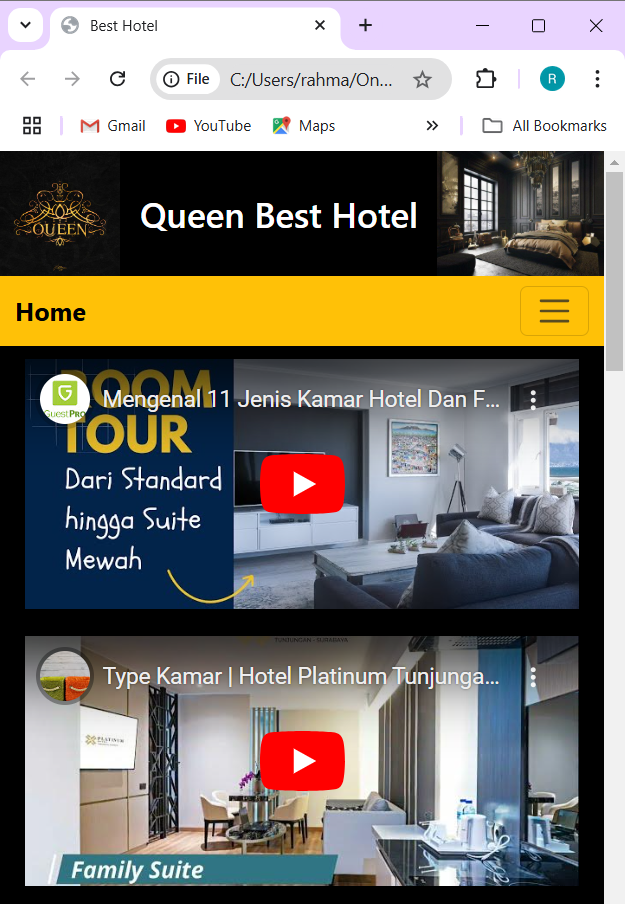 Best Hotel
File
C:/Users/rahma/On...
R
Gmail
YouTube
Maps
All Bookmarks
QUEEN
Queen Best Hotel
Home
ROOM
TOUR
GuestPRO
Mengenal 11 Jenis Kamar Hotel Dan F...
Dari Standard
hingga Suite
Mewah
TUNJUNGAN - SURABAYA
Type Kamar | Hotel Platinum Tunjunga...
PLATINUM
Family Suite